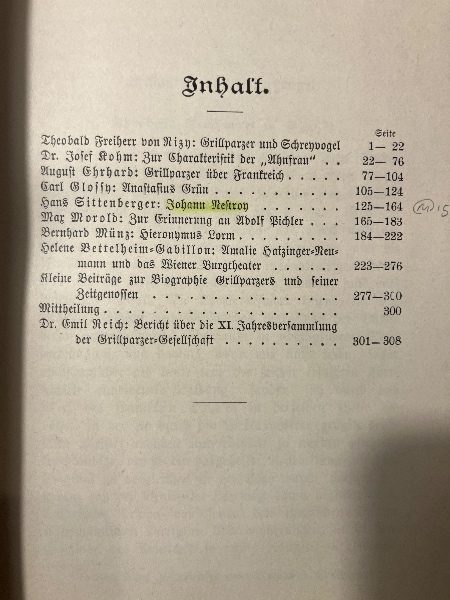 Inhalt.
Seite
Theobald Freiherr von Rizy: Grillparzer und Schreyvogel 1— 22
Dr. Josef Kohm: Zur Charakteristik der „Ahnfrau“ . . 22— 76
August Ehrhard: Grillparzer über Frankreich . . . . . 77—104
Carl Glossy: Anastasius Grün . . . . . . . . . . 105—124
Hans Sittenberger: Johann Nestroy . . . . . . . . 125—164
Max Morold: Zur Erinnerung an Adolf Pichler . . . . 165—183
Bernhard Münz: Hieronymus Lorm . . . . . . . . . 184—222
Helene Bettelheim-Gabillon: Amalie Haizinger-Neu-
mann und das Wiener Burgtheater . . . . . . . 223—276
Kleine Beiträge zur Biographie Grillparzers und seiner
Zeitgenossen . . . . . . . . . . . . . . . 277—300
Mittheilung . . . . . . . . . . . . . . . . . . 300
Dr. Emil Reich: Bericht über die XI. Jahresversammlung
der Grillparzer-Gesellschaft . . . . . . . . . . 301—308